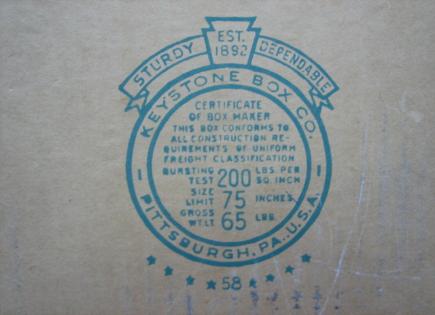 EST.
1892
STURDY DEPENDABLE
KEYSTONE BOX CO.
CERTIFICATE
OF BOX MAKER
THIS BOX CONFORMS TO
ALL CONSTRUCTION RE-
QUIREMENTS OF UNIFORM
FREIGHT CLASSIFICATION
BURSTING TEST 200 LBS. PER SQ. INCH
SIZE LIMIT 75 INCHES
GROSS WT. LT. 65 LBS.
- PITTSBURGH, PA., U.S.A. -
58